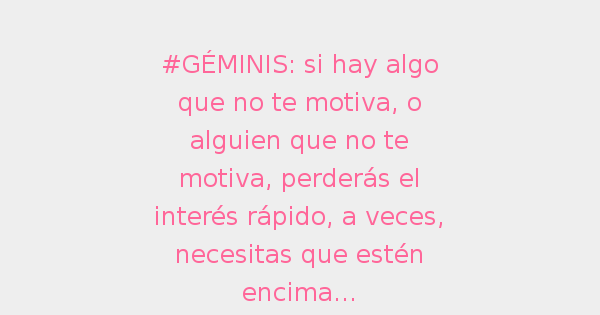 #GÉMINIS: si hay algo
que no te motiva, o
alguien que no te
motiva, perderás el
interés rápido, a veces,
necesitas que estén
encima...